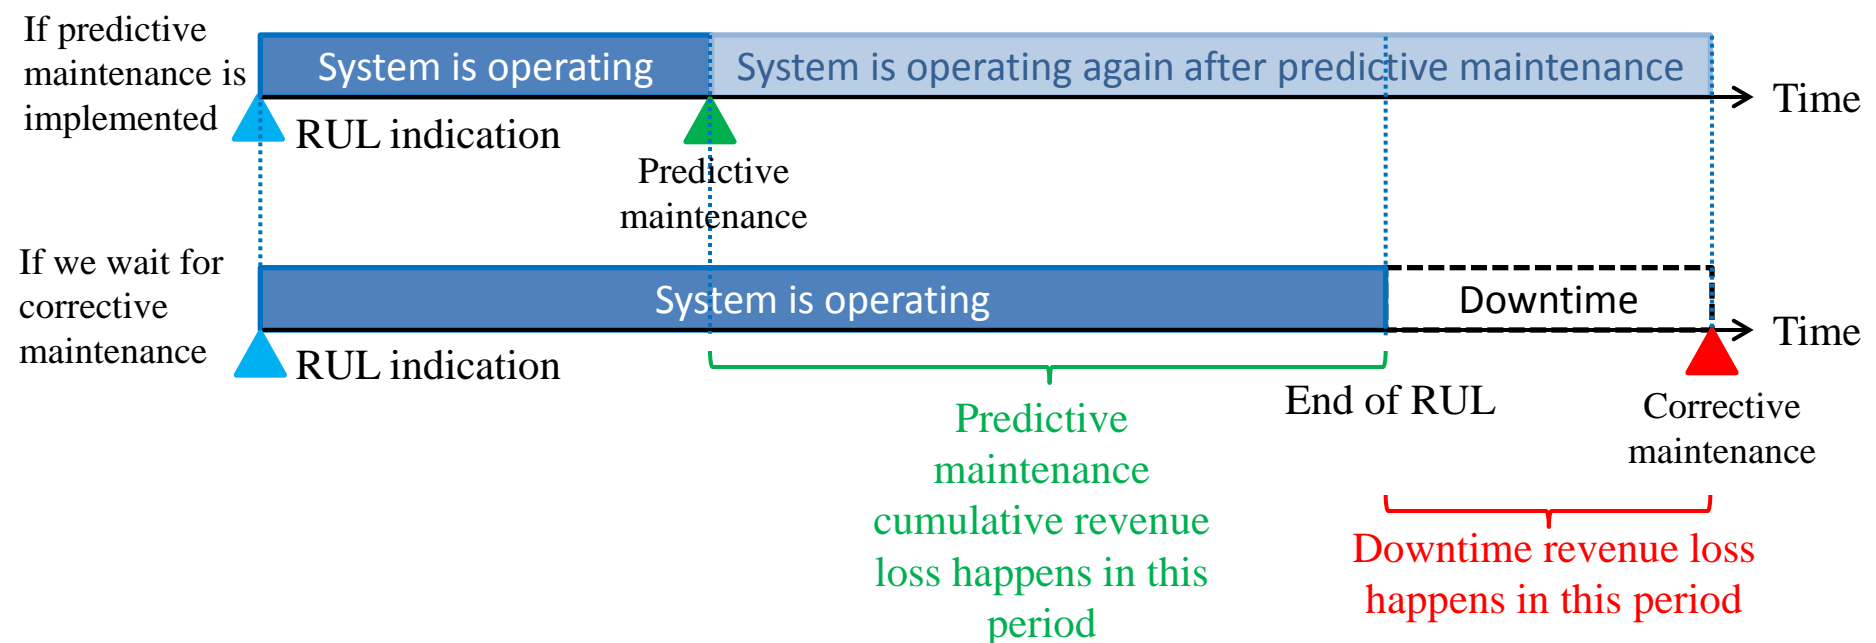 If predictive
maintenance is
implemented
System is operating
System is operating again after predictive maintenance
Time
RUL indication
Predictive
maintenance
If we wait for
corrective
maintenance
System is operating
Downtime
Time
RUL indication
End of RUL
Corrective
maintenance
Predictive
maintenance
cumulative revenue
loss happens in this
period
Downtime revenue loss
happens in this period